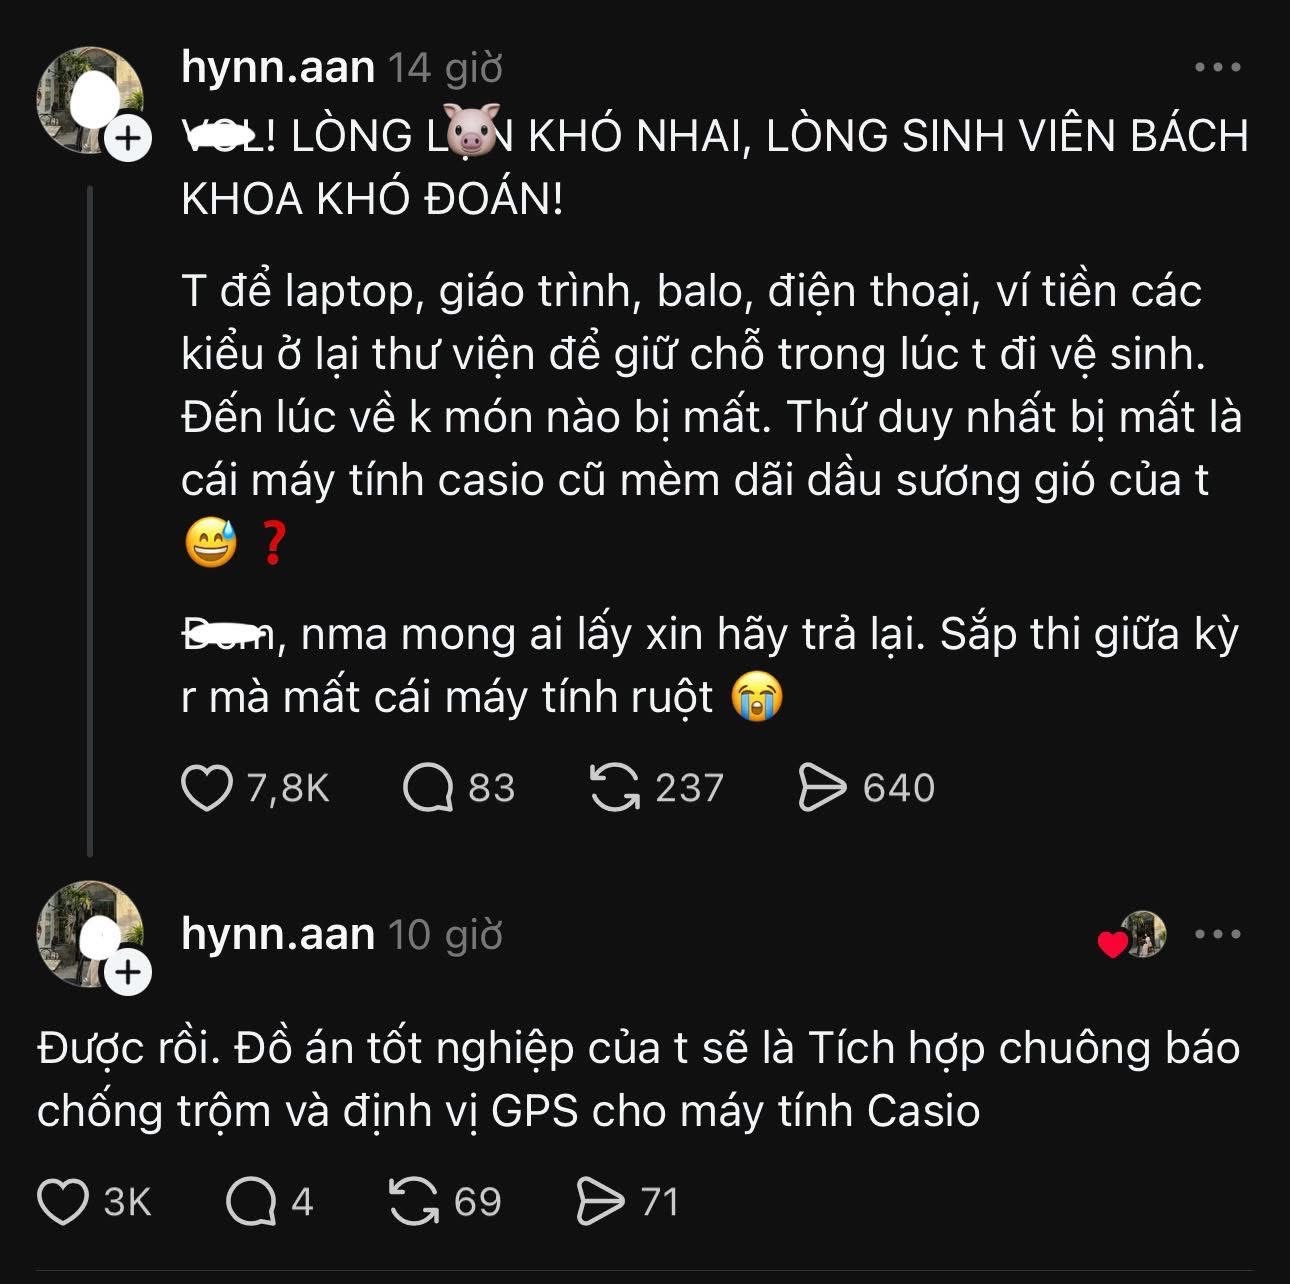 hynn.aan 14 giờ
! LÒNG L🐷N KHÓ NHAI, LÒNG SINH VIÊN BÁCH
KHOA KHÓ ĐOÁN!
T để laptop, giáo trình, balo, điện thoại, ví tiền các
kiểu ở lại thư viện để giữ chỗ trong lúc t đi vệ sinh.
Đến lúc về k món nào bị mất. Thứ duy nhất bị mất là
cái máy tính casio cũ mèm dãi dầu sương gió của t
😅 ❓
, nma mong ai lấy xin hãy trả lại. Sắp thi giữa kỳ
r mà mất cái máy tính ruột 😭
7,8K 83 237 640
hynn.aan 10 giờ
Được rồi. Đồ án tốt nghiệp của t sẽ là Tích hợp chuông báo
chống trộm và định vị GPS cho máy tính Casio
3K 4 69 71